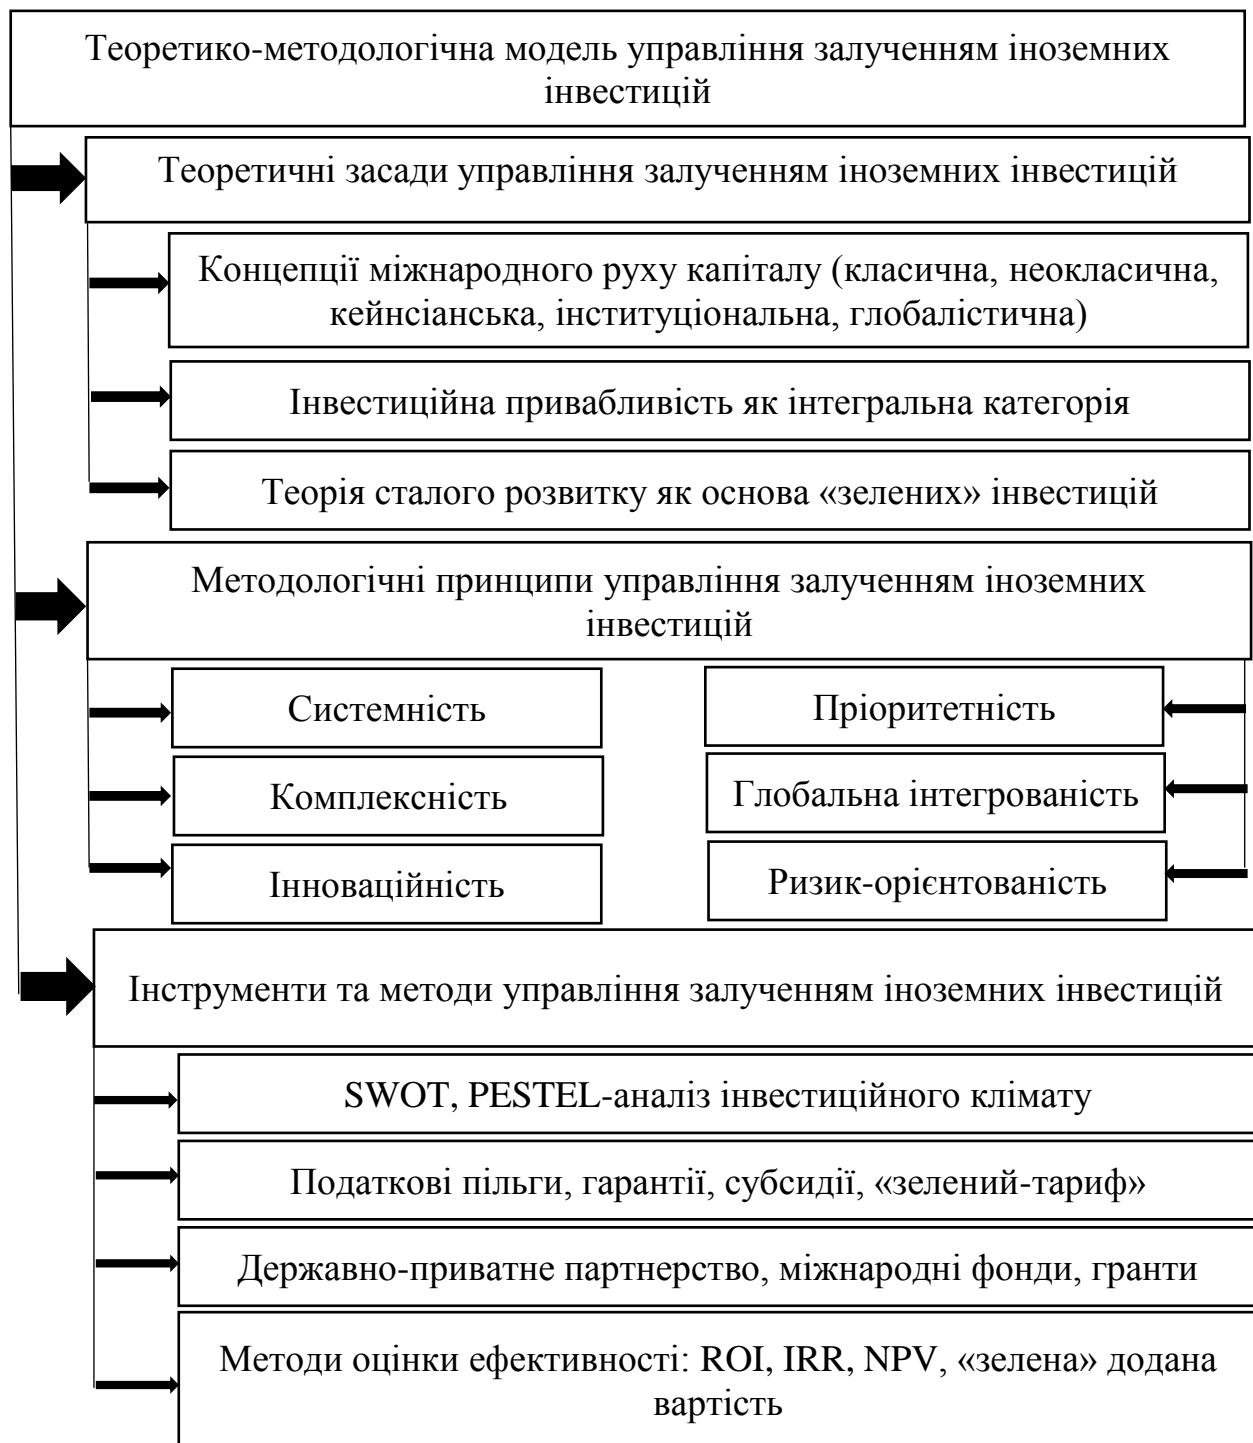 Теоретико-методологічна модель управління залученням іноземних
інвестицій
Теоретичні засади управління залученням іноземних інвестицій
Концепції міжнародного руху капіталу (класична, неокласична,
кейнсіанська, інституціональна, глобалістична)
Інвестиційна привабливість як інтегральна категорія
Теорія сталого розвитку як основа «зелених» інвестицій
Методологічні принципи управління залученням іноземних
інвестицій
Системність
Пріоритетність
Комплексність
Глобальна інтегрованість
Інноваційність
Ризик-орієнтованість
Інструменти та методи управління залученням іноземних інвестицій
SWOT, PESTEL-аналіз інвестиційного клімату
Податкові пільги, гарантії, субсидії, «зелений-тариф»
Державно-приватне партнерство, міжнародні фонди, гранти
Методи оцінки ефективності: ROI, IRR, NPV, «зелена» додана
вартість